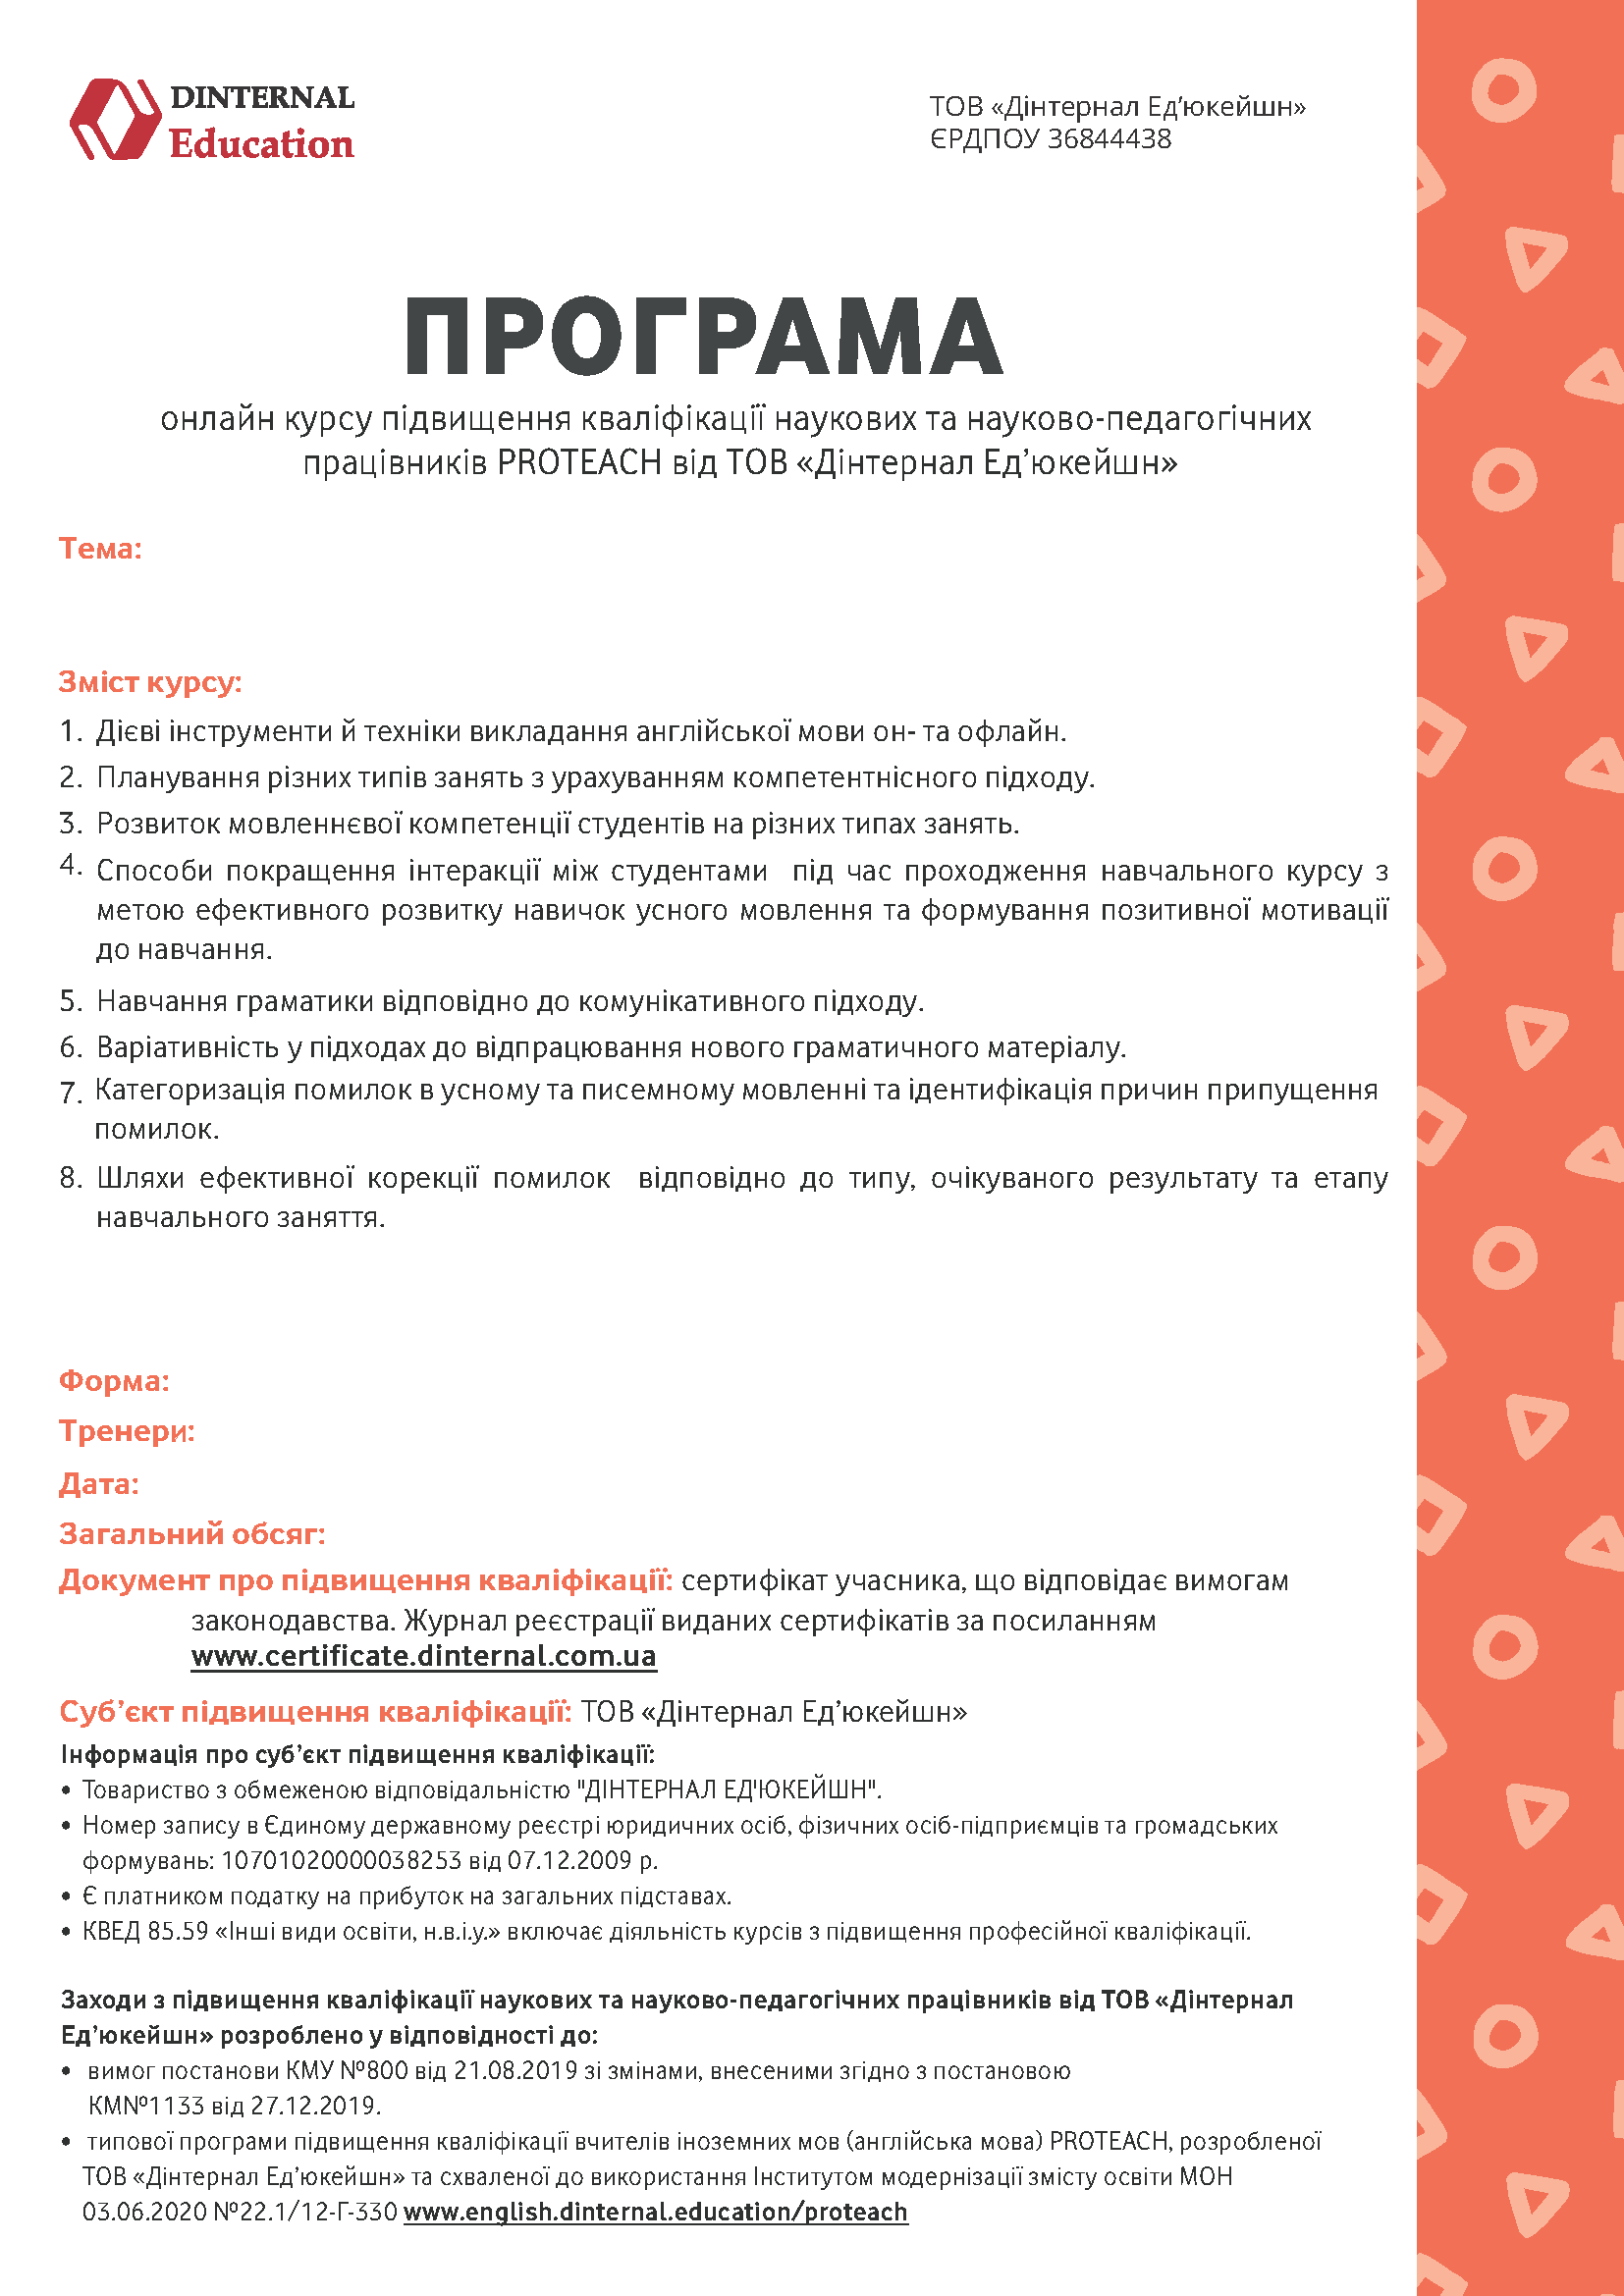 DINTERNAL
Education
ТОВ «Дінтернал Ед’юкейшн»
ЄРДПОУ 36844438
ПРОГРАМА
онлайн курсу підвищення кваліфікації наукових та науково-педагогічних
працівників PROTEACH від ТОВ «Дінтернал Ед’юкейшн»
Тема:
Зміст курсу:
1. Дієві інструменти й техніки викладання англійської мови он- та офлайн.
2. Планування різних типів занять з урахуванням компетентнісного підходу.
3. Розвиток мовленнєвої компетенції студентів на різних типах занять.
4. Способи покращення інтеракції між студентами під час проходження навчального курсу з
метою ефективного розвитку навичок усного мовлення та формування позитивної мотивації
до навчання.
5. Навчання граматики відповідно до комунікативного підходу.
6. Варіативність у підходах до відпрацювання нового граматичного матеріалу.
7. Категоризація помилок в усному та писемному мовленні та ідентифікація причин припущення
помилок.
8. Шляхи ефективної корекції помилок відповідно до типу, очікуваного результату та етапу
навчального заняття.
Форма:
Тренери:
Дата:
Загальний обсяг:
Документ про підвищення кваліфікації: сертифікат учасника, що відповідає вимогам
законодавства. Журнал реєстрації виданих сертифікатів за посиланням
www.certificate.dinternal.com.ua
Суб’єкт підвищення кваліфікації: ТОВ «Дінтернал Ед’юкейшн»
Інформація про суб’єкт підвищення кваліфікації:
• Товариство з обмеженою відповідальністю "ДІНТЕРНАЛ ЕД'ЮКЕЙШН".
• Номер запису в Єдиному державному реєстрі юридичних осіб, фізичних осіб-підприємців та громадських
формувань: 10701020000038253 від 07.12.2009 р.
• Є платником податку на прибуток на загальних підставах.
• КВЕД 85.59 «Інші види освіти, н.в.і.у.» включає діяльність курсів з підвищення професійної кваліфікації.
Заходи з підвищення кваліфікації наукових та науково-педагогічних працівників від ТОВ «Дінтернал
Ед’юкейшн» розроблено у відповідності до:
• вимог постанови КМУ №800 від 21.08.2019 зі змінами, внесеними згідно з постановою
КМ№1133 від 27.12.2019.
• типової програми підвищення кваліфікації вчителів іноземних мов (англійська мова) PROTEACH, розробленої
ТОВ «Дінтернал Ед’юкейшн» та схваленої до використання Інститутом модернізації змісту освіти МОН
03.06.2020 №22.1/12-Г-330 www.english.dinternal.education/proteach